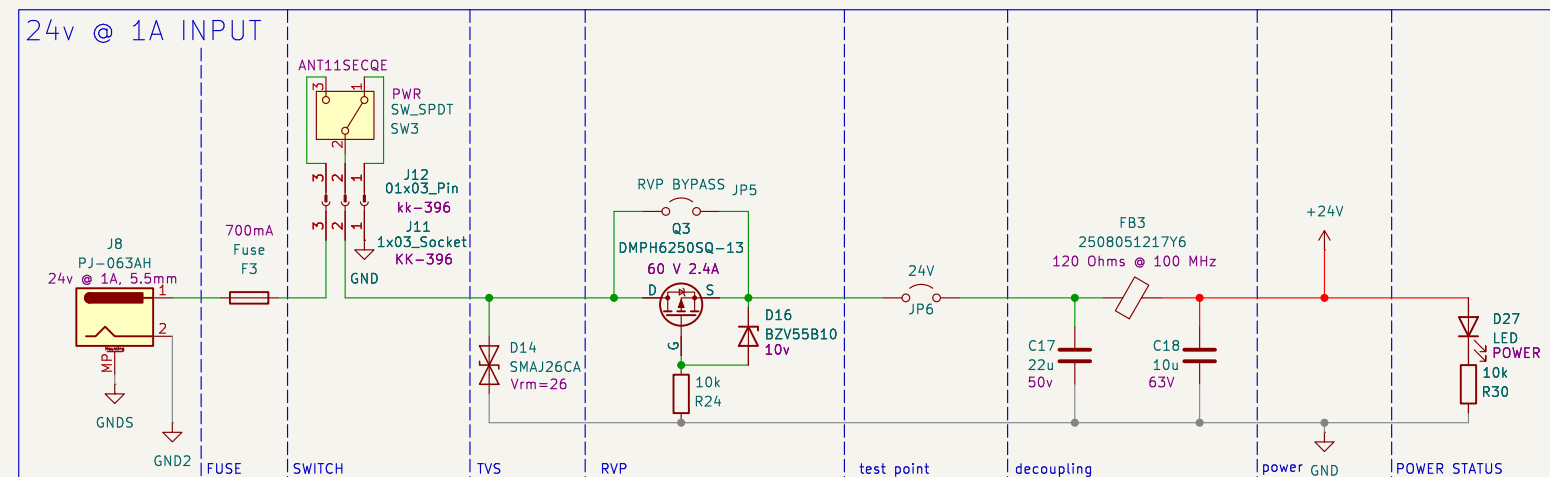 24v @ 1A INPUT
J8
PJ-063AH
24v @ 1A, 5.5mm
1
2
MP
GNDS
GND2
700mA
Fuse
F3
FUSE
ANT11SECQE
3
1
2
PWR
SW_SPDT
SW3
3
2
1
J12
01x03_Pin
kk-396
3
2
1
J11
1x03_Socket
KK-396
GND
SWITCH
D14
SMAJ26CA
Vrm=26
TVS
RVP BYPASS
JP5
Q3
DMPH6250SQ-13
60 V 2.4A
D
S
G
D16
BZV55B10
10v
10k
R24
RVP
24V
JP6
test point
FB3
2508051217Y6
120 Ohms @ 100 MHz
C17
22u
50v
C18
10u
63V
decoupling
+24V
GND
power
D27
LED
POWER
10k
R30
POWER STATUS